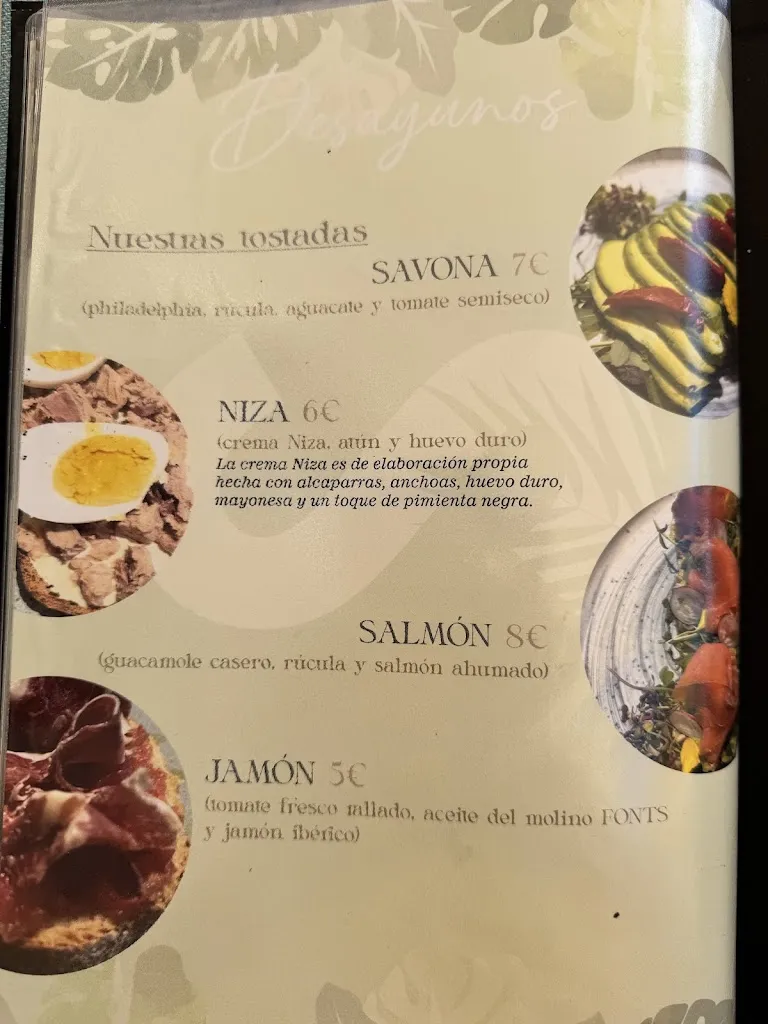 Desayunos
Nuestras tostadas
SAVONA 7€
(philadelphia, rúcula, aguacate y tomate semiseco)
NIZA 6€
(crema Niza, atún y huevo duro)
La crema Niza es de elaboración propia
hecha con alcaparras, anchoas, huevo duro,
mayonesa y un toque de pimienta negra.
SALMÓN 8€
(guacamole casero, rúcula y salmón ahumado)
JAMÓN 5€
(tomate fresco rallado, aceite del molino FONTS
y jamón ibérico)